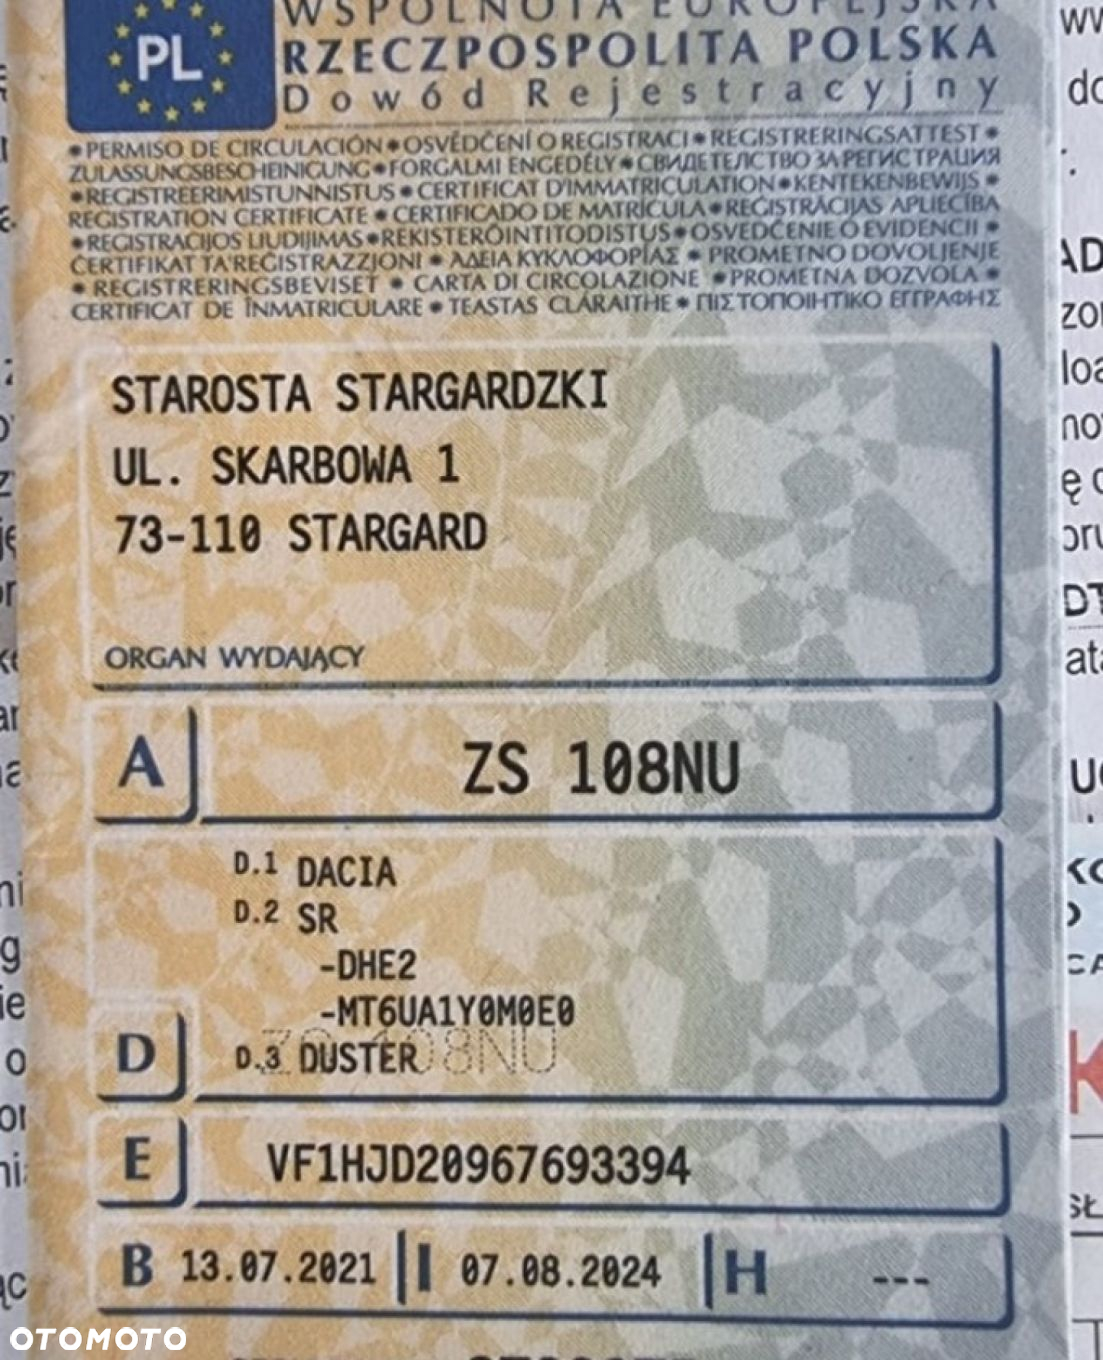 PL
WSPÓLNOTA EUROPEJSKA
RZECZPOSPOLITA POLSKA
Dowód Rejestracyjny
•PERMISO DE CIRCULACIÓN•OSVĚDČENÍ O REGISTRACI•REGISTRERINGSATTEST•
ZULASSUNGSBESCHEINIGUNG•FORGALMI ENGEDÉLY•СВИДЕТЕЛСТВО ЗА РЕГИСТРАЦИЯ
•REGISTREERIMISTUNNISTUS•CERTIFICAT D'IMMATRICULATION•KENTEKENBEWIJS•
REGISTRATION CERTIFICATE•CERTIFICADO DE MATRÍCULA•REĢISTRĀCIJAS APLIECĪBA
•REGISTRACIJOS LIUDIJIMAS•REKISTERÖINTITODISTUS•OSVEDČENIE O EVIDENCII•
ĊERTIFIKAT TA'REĠISTRAZZJONI•ΑΔΕΙΑ ΚΥΚΛΟΦΟΡΙΑΣ•PROMETNO DOVOLJENJE
•REGISTRERINGSBEVISET•CARTA DI CIRCOLAZIONE•PROMETNA DOZVOLA•
CERTIFICAT DE ÎNMATRICULARE•TEASTAS CLÁRAITHE•ΠΙΣΤΟΠΟΙΗΤΙΚΟ ΕΓΓΡΑΦΗΣ
STAROSTA STARGARDZKI
UL. SKARBOWA 1
73-110 STARGARD
ORGAN WYDAJĄCY
A ZS 108NU
D.1 DACIA
D.2 SR
-DHE2
-MT6UA1Y0M0E0
D D.3 DUSTER
ZS 108NU
E VF1HJD20967693394
B 13.07.2021 I 07.08.2024 H ---
OTOMOTO